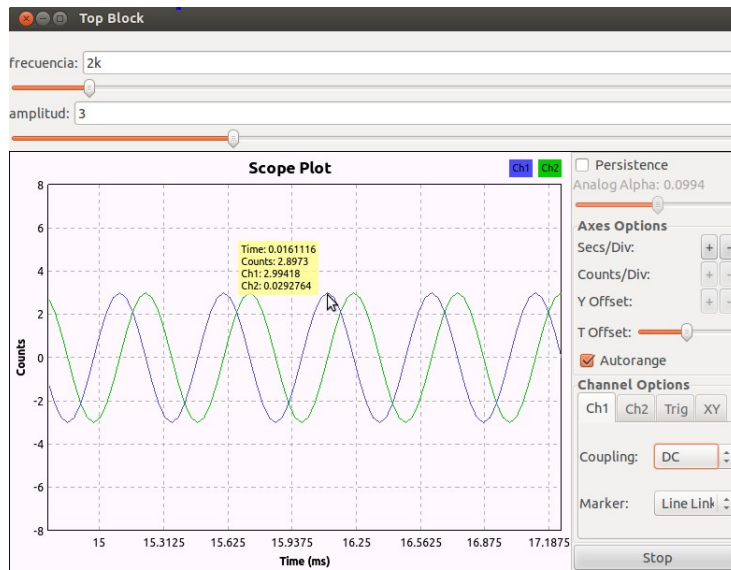 Top Block
frecuencia: 2k
amplitud: 3
Scope Plot
Ch1 Ch2
8
6
4
2
0
-2
-4
-6
-8
Counts
Time: 0.0161116
Counts: 2.8973
Ch1: 2.99418
Ch2: 0.0292764
15 15.3125 15.625 15.9375 16.25 16.5625 16.875 17.1875
Time (ms)
Persistence
Analog Alpha: 0.0994
Axes Options
Secs/Div: + -
Counts/Div: + -
Y Offset: + -
T Offset:
Autorange
Channel Options
Ch1 Ch2 Trig XY
Coupling: DC
Marker: Line Link
Stop